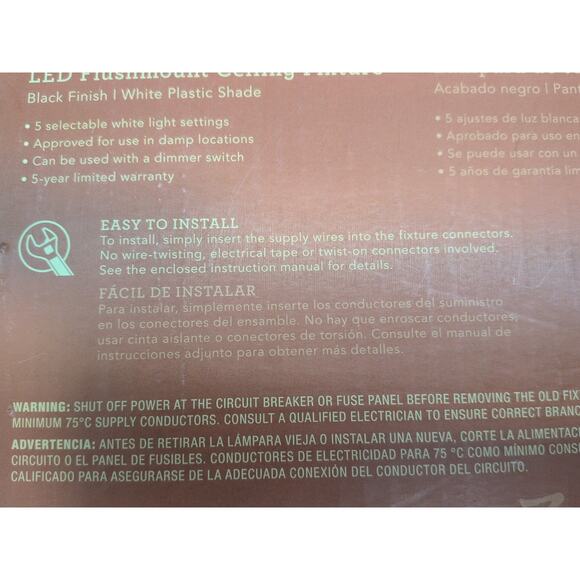 LED Flushmount Ceiling Fixture
Black Finish | White Plastic Shade
• 5 selectable white light settings
• Approved for use in damp locations
• Can be used with a dimmer switch
• 5-year limited warranty
Acabado negro | Pant
• 5 ajustes de luz blanca
• Aprobado para uso en
• Se puede usar con un
• 5 años de garantía lim
EASY TO INSTALL
To install, simply insert the supply wires into the fixture connectors.
No wire-twisting, electrical tape or twist-on connectors involved.
See the enclosed instruction manual for details.
FÁCIL DE INSTALAR
Para instalar, simplemente inserte los conductores del suministro
en los conectores del ensamble. No hay que enroscar conductores,
usar cinta aislante o conectores de torsión. Consulte el manual de
instrucciones adjunto para obtener más detalles.
WARNING: SHUT OFF POWER AT THE CIRCUIT BREAKER OR FUSE PANEL BEFORE REMOVING THE OLD FIX
MINIMUM 75°C SUPPLY CONDUCTORS. CONSULT A QUALIFIED ELECTRICIAN TO ENSURE CORRECT BRANC
ADVERTENCIA: ANTES DE RETIRAR LA LÁMPARA VIEJA O INSTALAR UNA NUEVA, CORTE LA ALIMENTAC
CIRCUITO O EL PANEL DE FUSIBLES. CONDUCTORES DE ELECTRICIDAD PARA 75 °C COMO MÍNIMO CONS
CALIFICADO PARA ASEGURARSE DE LA ADECUADA CONEXIÓN DEL CONDUCTOR DEL CIRCUITO.